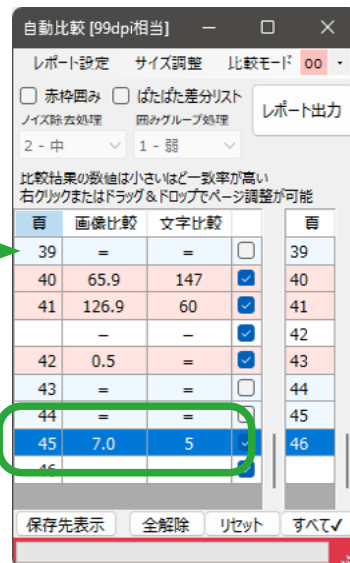 自動比較 [99dpi相当]
レポート設定 サイズ調整 比較モード oo
赤枠囲み ぱたぱた差分リスト レポート出力
ノイズ除去処理 囲みグループ処理
2 - 中 1 - 弱
比較結果の数値は小さいほど一致率が高い
右クリックまたはドラッグ＆ドロップでページ調整が可能
頁 画像比較 文字比較 頁
39 = = 39
40 65.9 147 40
41 126.9 60 41
– – 42
42 0.5 = 43
43 = = 44
44 = = 45
45 7.0 5 46
46
保存先表示 全解除 リセット すべて✓